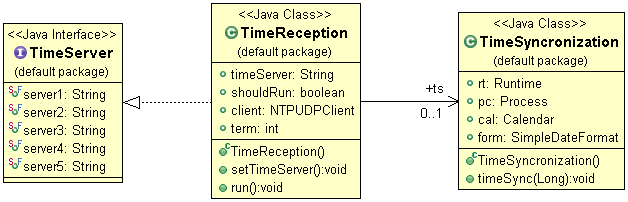 <<Java Interface>>
TimeServer
(default package)
server1: String
server2: String
server3: String
server4: String
server5: String
<<Java Class>>
TimeReception
(default package)
timeServer: String
shouldRun: boolean
client: NTPUDPClient
term: int
TimeReception()
setTimeServer():void
run():void
+ts
0..1
<<Java Class>>
TimeSyncronization
(default package)
rt: Runtime
pc: Process
cal: Calendar
form: SimpleDateFormat
TimeSyncronization()
timeSync(Long):void